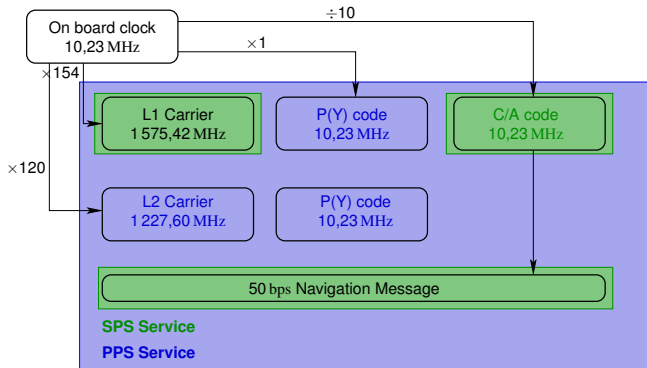 On board clock
10,23 MHz
÷10
×1
×154
L1 Carrier
1 575,42 MHz
P(Y) code
10,23 MHz
C/A code
10,23 MHz
×120
L2 Carrier
1 227,60 MHz
P(Y) code
10,23 MHz
50 bps Navigation Message
SPS Service
PPS Service